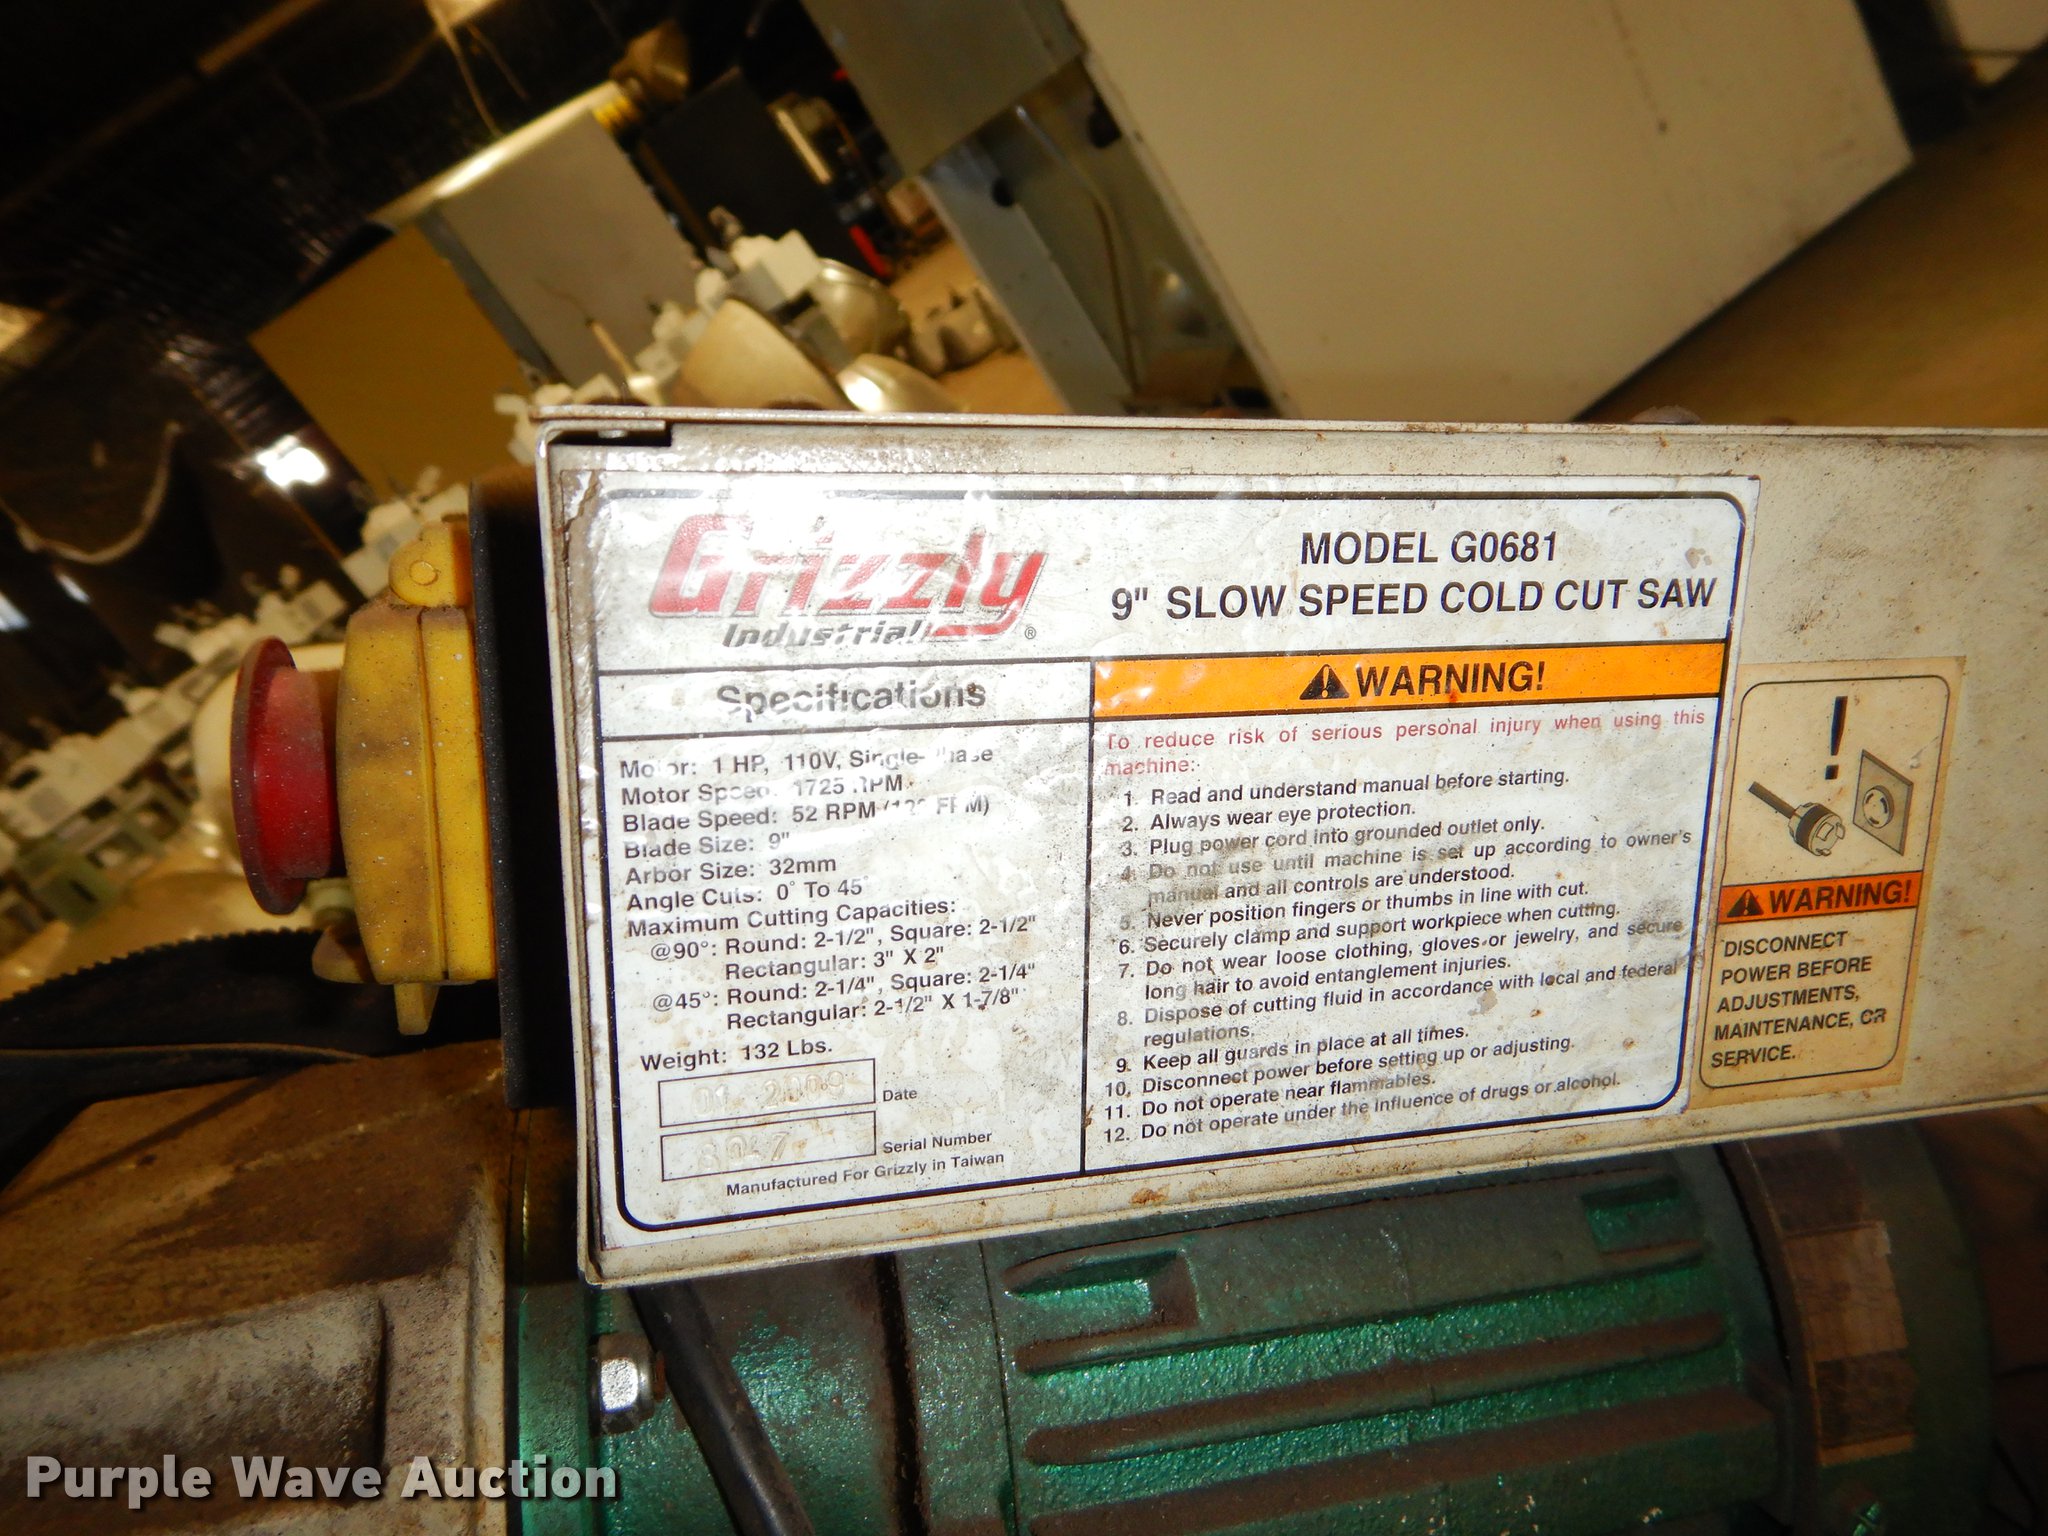 Grizzly
Industrial ®
MODEL G0681
9" SLOW SPEED COLD CUT SAW
Specifications
Motor: 1 HP, 110V, Single-Phase
Motor Speed: 1725 RPM
Blade Speed: 52 RPM
Blade Size: 9"
Arbor Size: 32mm
Angle Cuts: 0° To 45°
Maximum Cutting Capacities:
@90°: Round: 2-1/2", Square: 2-1/2"
Rectangular: 3" X 2"
@45°: Round: 2-1/4", Square: 2-1/4"
Rectangular: 2-1/2" X 1-7/8"
Weight: 132 Lbs.
01 2009 Date
Serial Number
Manufactured For Grizzly in Taiwan
WARNING!
To reduce risk of serious personal injury when using this
machine:
1. Read and understand manual before starting.
2. Always wear eye protection.
3. Plug power cord into grounded outlet only.
4. Do not use until machine is set up according to owner's
manual and all controls are understood.
5. Never position fingers or thumbs in line with cut.
6. Securely clamp and support workpiece when cutting.
7. Do not wear loose clothing, gloves or jewelry, and secure
long hair to avoid entanglement injuries.
8. Dispose of cutting fluid in accordance with local and federal
regulations.
9. Keep all guards in place at all times.
10. Disconnect power before setting up or adjusting.
11. Do not operate near flammables.
12. Do not operate under the influence of drugs or alcohol.
!
WARNING!
DISCONNECT
POWER BEFORE
ADJUSTMENTS,
MAINTENANCE, OR
SERVICE.
Purple Wave Auction